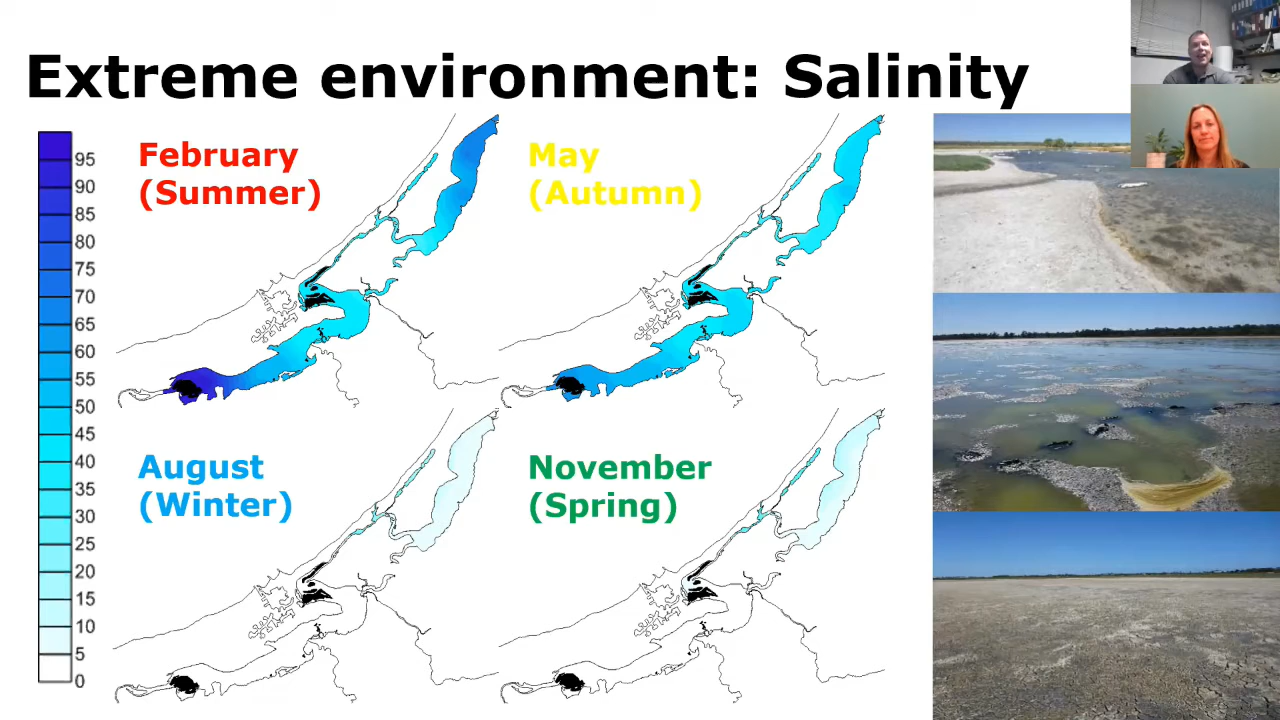 Extreme environment: Salinity
February
(Summer)
May
(Autumn)
August
(Winter)
November
(Spring)
95
90
85
80
75
70
65
60
55
50
45
40
35
30
25
20
15
10
5
0